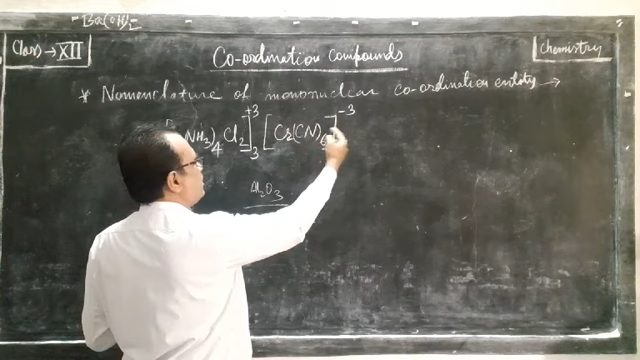 Ba(OH)2
Class → XII
Co-ordination Compounds
Chemistry
* Nomenclature of mononuclear co-ordination entity →
NH3)4 Cl2]3+3 [Cr(CN)6]-3
Al2O3